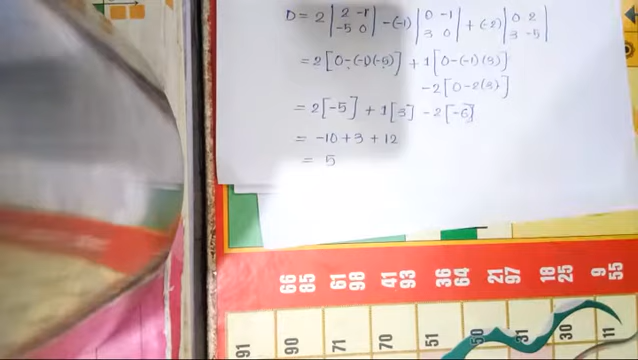 D = 2 | 2 -1 | -(-1) | 0 -1 | + (-2) | 0 2 |
| -5 0 | | 3 0 | | 3 -5 |
= 2[0-(-1)(-5)] + 1[0-(-1)(3)]
-2[0-2(3)]
= 2[-5] + 1[3] -2[-6]
= -10+3+12
= 5
66 61 41 36 21 18 9
85 98 93 64 97 25 55
91 90 71 70 51 50 31 30 11